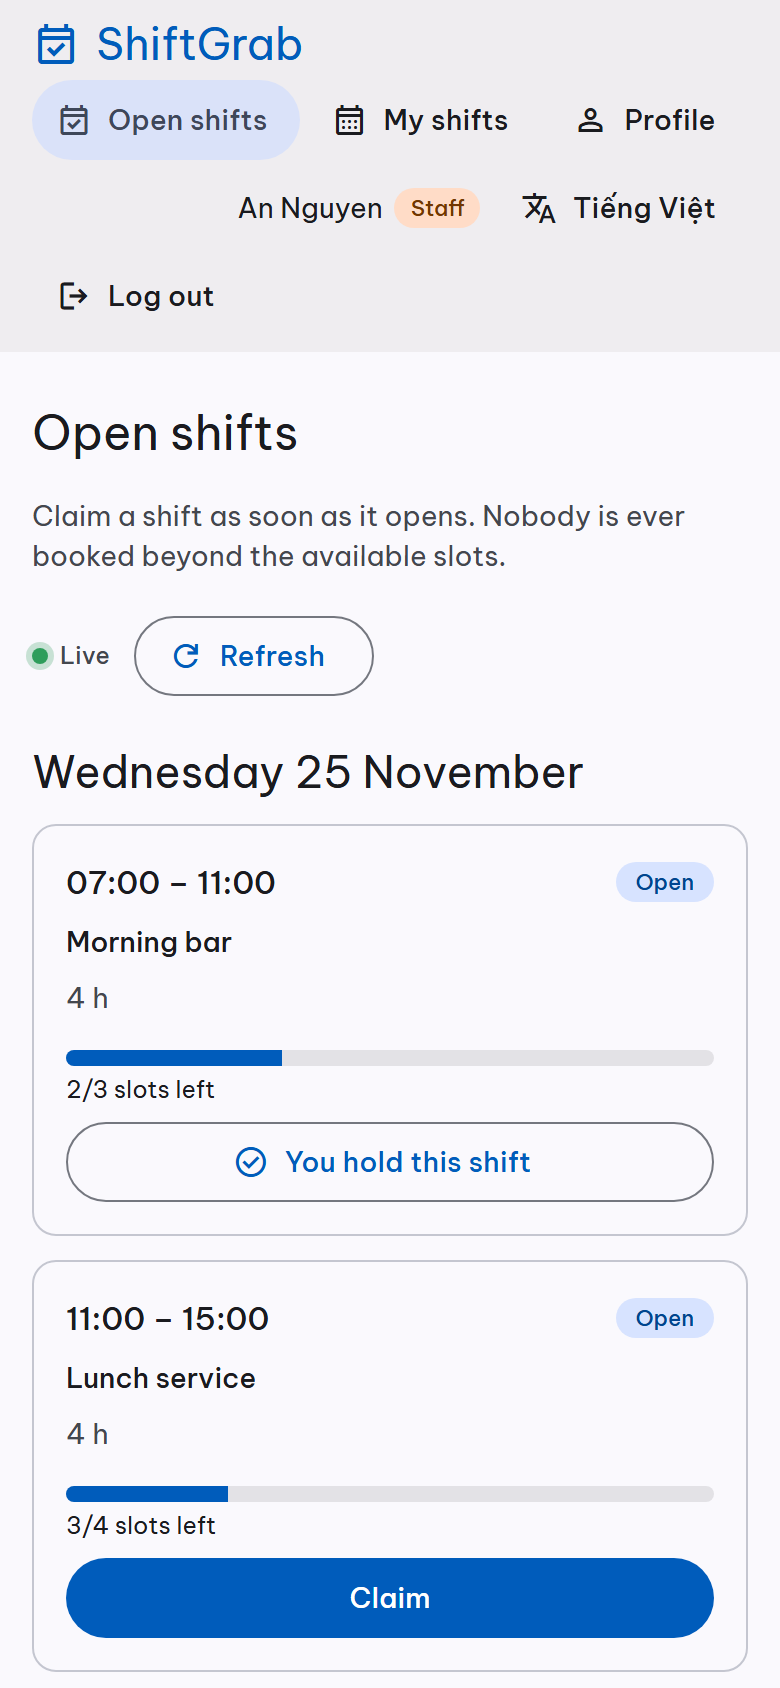 ShiftGrab
Open shifts
My shifts
Profile
An Nguyen
Staff
Tiếng Việt
Log out
Open shifts
Claim a shift as soon as it opens. Nobody is ever
booked beyond the available slots.
Live
Refresh
Wednesday 25 November
07:00 – 11:00
Open
Morning bar
4 h
2/3 slots left
You hold this shift
11:00 – 15:00
Open
Lunch service
4 h
3/4 slots left
Claim